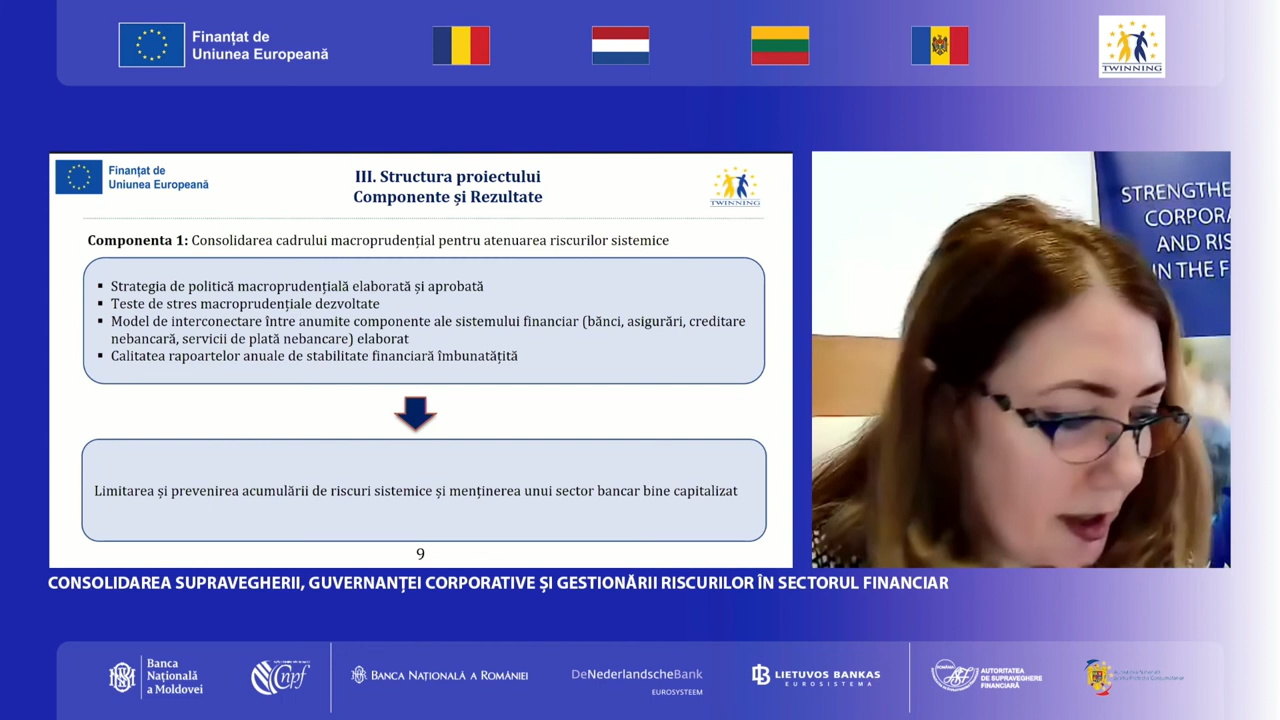 Finanțat de
Uniunea Europeană
TWINNING
Finanțat de
Uniunea Europeană
III. Structura proiectului
Componente și Rezultate
TWINNING
Componenta 1: Consolidarea cadrului macroprudențial pentru atenuarea riscurilor sistemice
▪ Strategia de politică macroprudențială elaborată și aprobată
▪ Teste de stres macroprudențiale dezvoltate
▪ Model de interconectare între anumite componente ale sistemului financiar (bănci, asigurări, creditare
nebancară, servicii de plată nebancare) elaborat
▪ Calitatea rapoartelor anuale de stabilitate financiară îmbunatățită
Limitarea și prevenirea acumulării de riscuri sistemice și menținerea unui sector bancar bine capitalizat
9
STRENGTHE
CORPORA
AND RIS
IN THE F
CONSOLIDAREA SUPRAVEGHERII, GUVERNANȚEI CORPORATIVE ȘI GESTIONĂRII RISCURILOR ÎN SECTORUL FINANCIAR
Banca
Națională
a Moldovei
cnpf
BANCA NAȚIONALĂ A ROMÂNIEI
DeNederlandscheBank
EUROSYSTEEM
LIETUVOS BANKAS
EUROSISTEMA
ASF
AUTORITATEA
DE SUPRAVEGHERE
FINANCIARĂ